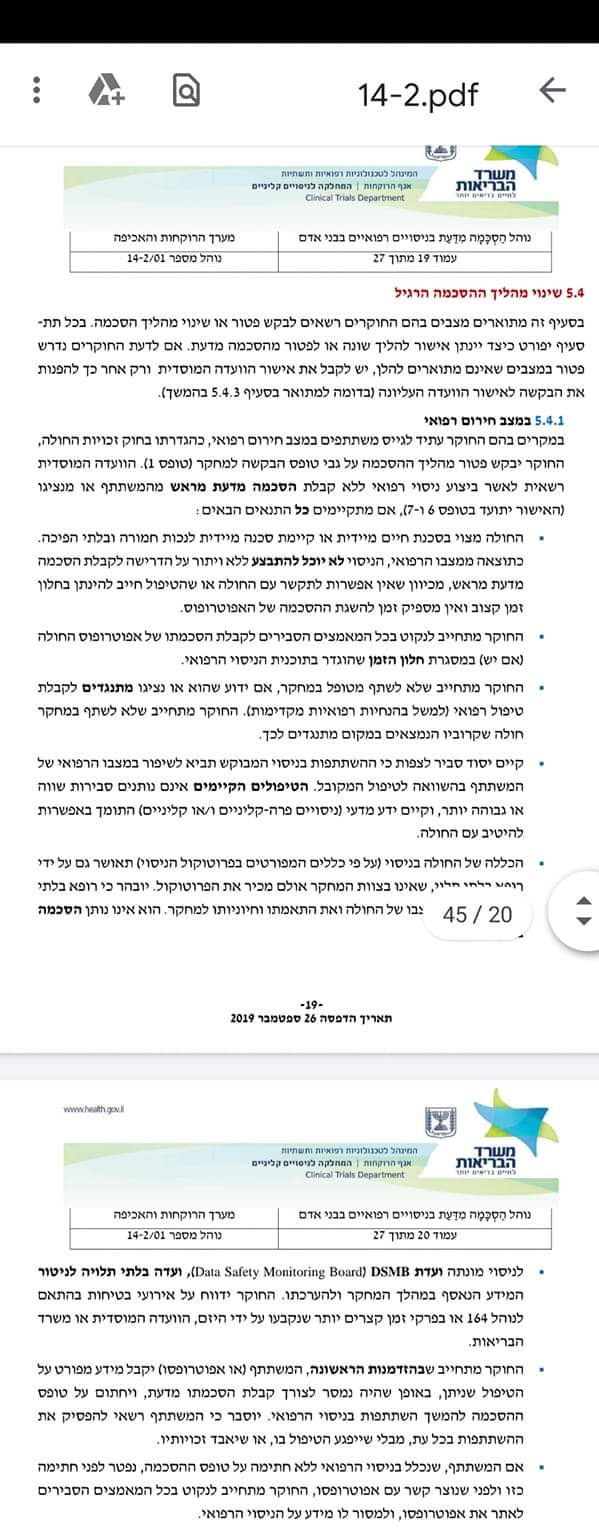 14-2.pdf
משרד
הבריאות
לחיים בריאים יותר
המינהל לטכנולוגיות רפואיות ותשתיות
אגף הרוקחות | המחלקה לניסויים קליניים
Clinical Trials Department
נוהל הַסְכָּמָה מִדַּעַת בניסויים רפואיים בבני אדם מערך הרוקחות והאכיפה
עמוד 19 מתוך 27 נוהל מספר 14-2/01
5.4 שינוי מהליך ההסכמה הרגיל
בסעיף זה מתוארים מצבים בהם החוקרים רשאים לבקש פטור או שינוי מהליך הסכמה. בכל תת-
סעיף יפורט כיצד יינתן אישור להליך שונה או לפטור מהסכמה מדעת. אם לדעת החוקרים נדרש
פטור במצבים שאינם מתוארים להלן, יש לקבל את אישור הוועדה המוסדית ורק אחר כך להפנות
את הבקשה לאישור הוועדה העליונה (בדומה למתואר בסעיף 5.4.3 בהמשך).
5.4.1 במצב חירום רפואי
במקרים בהם החוקר עתיד לגייס משתתפים במצב חירום רפואי, כהגדרתו בחוק זכויות החולה,
החוקר יבקש פטור מהליך ההסכמה על גבי טופס הבקשה למחקר (טופס 1). הוועדה המוסדית
רשאית לאשר ביצוע ניסוי רפואי ללא קבלת הסכמה מדעת מראש מהמשתתף או מנציגו
(האישור יתועד בטופס 6 ו-7), אם מתקיימים כל התנאים הבאים:
▪ החולה מצוי בסכנת חיים מיידית או קיימת סכנה מיידית לנכות חמורה ובלתי הפיכה.
כתוצאה ממצבו הרפואי, הניסוי לא יוכל להתבצע ללא ויתור על הדרישה לקבלת הסכמה
מדעת מראש, מכיוון שאין אפשרות לתקשר עם החולה או שהטיפול חייב להינתן בחלון
זמן קצוב ואין מספיק זמן להשגת ההסכמה של האפוטרופוס.
▪ החוקר מתחייב לנקוט בכל המאמצים הסבירים לקבלת הסכמתו של אפוטרופוס החולה
(אם יש) במסגרת חלון הזמן שהוגדר בתוכנית הניסוי הרפואי.
▪ החוקר מתחייב שלא לשתף מטופל במחקר, אם ידוע שהוא או נציגו מתנגדים לקבלת
טיפול רפואי (למשל בהנחיות רפואיות מקדימות). החוקר מתחייב שלא לשתף במחקר
חולה שקרוביו הנמצאים במקום מתנגדים לכך.
▪ קיים יסוד סביר לצפות כי ההשתתפות בניסוי המבוקש תביא לשיפור במצבו הרפואי של
המשתתף בהשוואה לטיפול המקובל. הטיפולים הקיימים אינם נותנים סבירות שווה
או גבוהה יותר, וקיים ידע מדעי (ניסויים פרה-קליניים ו/או קליניים) התומך באפשרות
להיטיב עם החולה.
▪ הכללה של החולה בניסוי (על פי כללים המפורטים בפרוטוקול הניסוי) תאושר גם על ידי
רופא בלתי תלוי, שאינו בצוות המחקר אולם מכיר את הפרוטוקול. יובהר כי רופא בלתי
צבו של החולה ואת התאמתו וחיוניותו למחקר. הוא אינו נותן הסכמה
45 / 20
-19-
תאריך הדפסה 26 ספטמבר 2019
www.health.gov.il
משרד
הבריאות
לחיים בריאים יותר
המינהל לטכנולוגיות רפואיות ותשתיות
אגף הרוקחות | המחלקה לניסויים קליניים
Clinical Trials Department
נוהל הַסְכָּמָה מִדַּעַת בניסויים רפואיים בבני אדם מערך הרוקחות והאכיפה
עמוד 20 מתוך 27 נוהל מספר 14-2/01
▪ לניסוי מונתה ועדת DSMB (Data Safety Monitoring Board), ועדה בלתי תלויה לניטור
המידע הנאסף במהלך המחקר ולהערכתו. החוקר ידווח על אירועי בטיחות בהתאם
לנוהל 164 או בפרקי זמן קצרים יותר שנקבעו על ידי היזם, הוועדה המוסדית או משרד
הבריאות.
▪ החוקר מתחייב שבהזדמנות הראשונה, המשתתף (או אפוטרופסו) יקבל מידע מפורט על
הטיפול שניתן, באופן שהיה נמסר לצורך קבלת הסכמתו מדעת, ויחתום על טופס
ההסכמה להמשך השתתפות בניסוי הרפואי. יוסבר כי המשתתף רשאי להפסיק את
ההשתתפות בכל עת, מבלי שייפגע הטיפול בו, או שיאבד זכויותיו.
▪ אם המשתתף, שנכלל בניסוי הרפואי ללא חתימה על טופס ההסכמה, נפטר לפני חתימה
כזו ולפני שנוצר קשר עם אפוטרופסו, החוקר מתחייב לנקוט בכל המאמצים הסבירים
לאתר את אפוטרופסו, ולמסור לו מידע על הניסוי הרפואי.